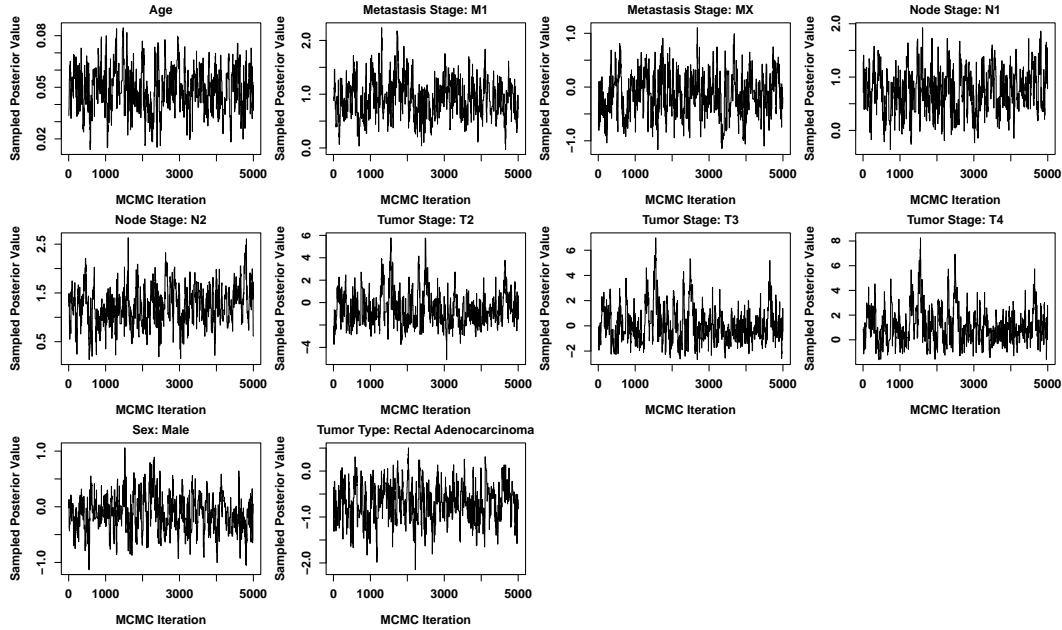 Age
Sampled Posterior Value
0.08
0.05
0.02
0 1000 3000 5000
MCMC Iteration
Metastasis Stage: M1
Sampled Posterior Value
2.0
1.0
0.0
0 1000 3000 5000
MCMC Iteration
Metastasis Stage: MX
Sampled Posterior Value
1.0
0.0
−1.0
0 1000 3000 5000
MCMC Iteration
Node Stage: N1
Sampled Posterior Value
2.0
1.0
0.0
0 1000 3000 5000
MCMC Iteration
Node Stage: N2
Sampled Posterior Value
2.5
1.5
0.5
0 1000 3000 5000
MCMC Iteration
Tumor Stage: T2
Sampled Posterior Value
6
4
2
0
−4
0 1000 3000 5000
MCMC Iteration
Tumor Stage: T3
Sampled Posterior Value
6
4
2
0
−2
0 1000 3000 5000
MCMC Iteration
Tumor Stage: T4
Sampled Posterior Value
8
6
4
2
0
0 1000 3000 5000
MCMC Iteration
Sex: Male
Sampled Posterior Value
1.0
0.0
−1.0
0 1000 3000 5000
MCMC Iteration
Tumor Type: Rectal Adenocarcinoma
Sampled Posterior Value
0.0
−1.0
−2.0
0 1000 3000 5000
MCMC Iteration